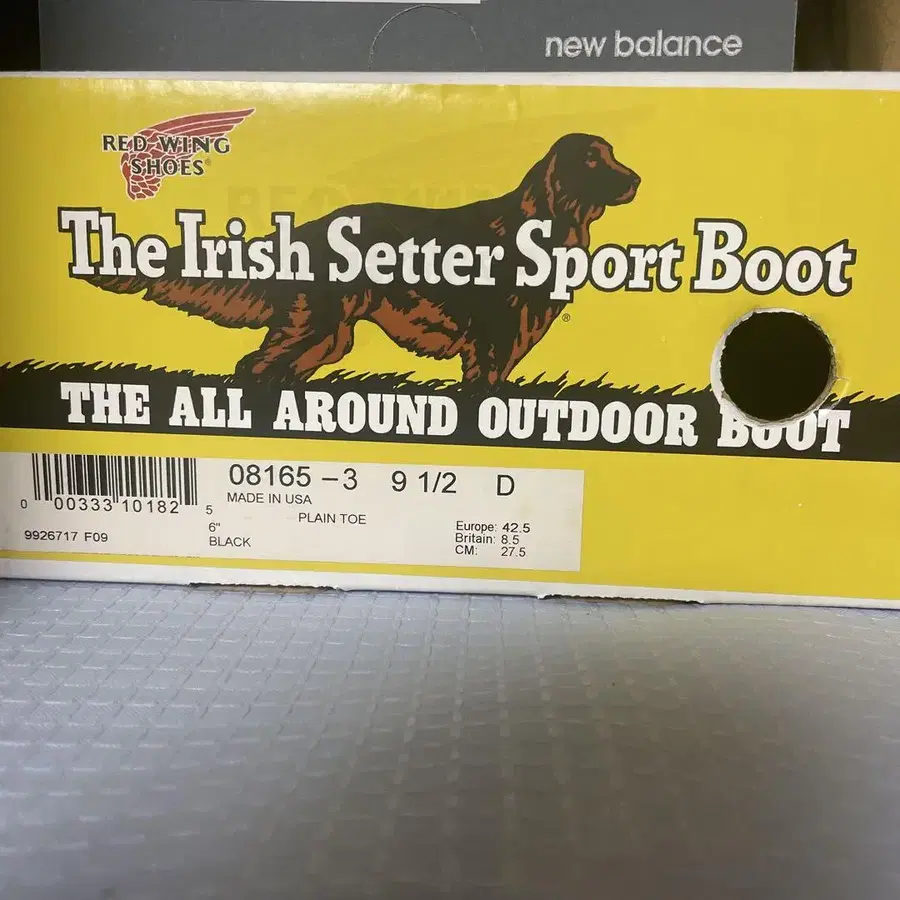 new balance
RED WING
SHOES®
The Irish Setter Sport Boot
®
THE ALL AROUND OUTDOOR BOOT
08165 -3 9 1/2 D
MADE IN USA
0 00333 10182 5
PLAIN TOE
6"
BLACK
9926717 F09
Europe: 42.5
Britain: 8.5
CM: 27.5